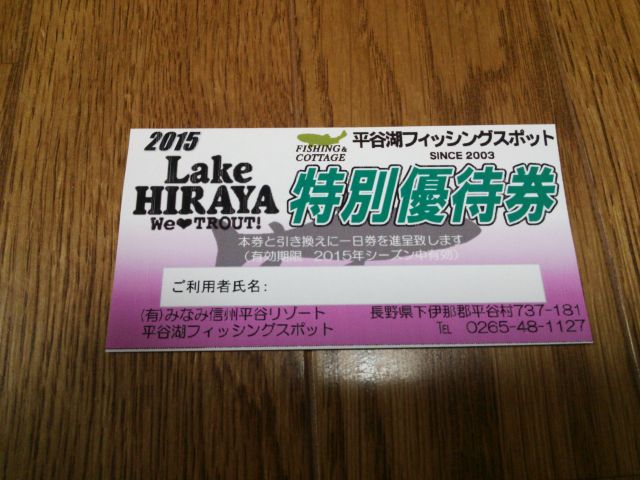 2015
Lake
HIRAYA
We♥TROUT!
FISHING &
COTTAGE
平谷湖フィッシングスポット
SINCE 2003
特別優待券
本券と引き換えに一日券を進呈致します
(有効期限 2015年シーズン中有効)
ご利用者氏名:
(有)みなみ信州平谷リゾート
平谷湖フィッシングスポット
長野県下伊那郡平谷村737-181
℡ 0265-48-1127